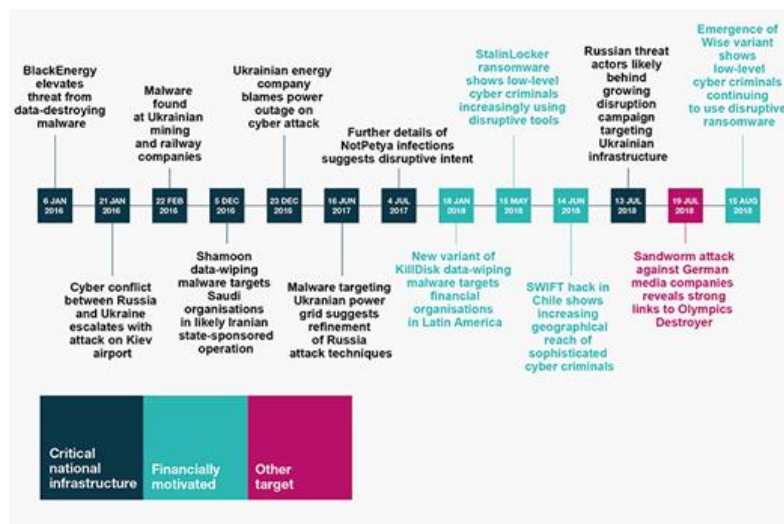 BlackEnergy
elevates
threat from
data-destroying
malware
6 JAN
2016
21 JAN
2016
Cyber conflict
between Russia
and Ukraine
escalates with
attack on Kiev
airport
Malware
found
at Ukrainian
mining
and railway
companies
22 FEB
2016
5 DEC
2016
Shamoon
data-wiping
malware targets
Saudi
organisations
in likely Iranian
state-sponsored
operation
Ukrainian energy
company
blames power
outage on
cyber attack
23 DEC
2016
16 JUN
2017
Malware targeting
Ukranian power
grid suggests
refinement
of Russia
attack techniques
Further details of
NotPetya infections
suggests disruptive
intent
4 JUL
2017
18 JAN
2018
New variant of
KillDisk data-wiping
malware targets
financial
organisations
in Latin America
StalinLocker
ransomware
shows low-level
cyber criminals
increasingly using
disruptive tools
15 MAY
2018
14 JUN
2018
SWIFT hack in
Chile shows
increasing
geographical
reach of
sophisticated
cyber criminals
Russian threat
actors likely
behind
growing
disruption
campaign
targeting
Ukrainian
infrastructure
13 JUL
2018
19 JUL
2018
Sandworm attack
against German
media companies
reveals strong
links to Olympics
Destroyer
Emergence of
Wise variant
shows
low-level
cyber criminals
continuing
to use disruptive
ransomware
15 AUG
2018
Critical
national
infrastructure
Financially
motivated
Other
target